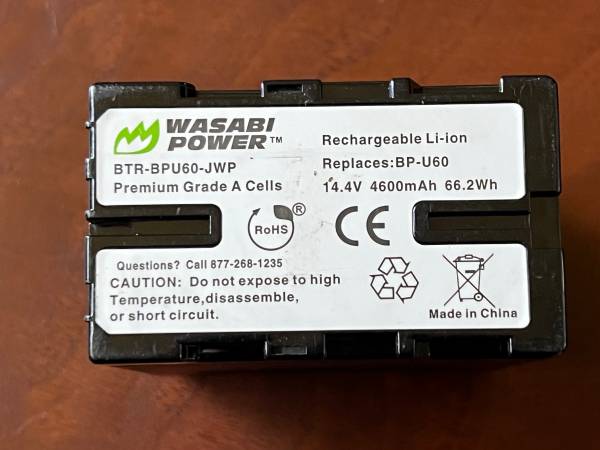 WASABI
POWER™
BTR-BPU60-JWP
Premium Grade A Cells
Rechargeable Li-ion
Replaces:BP-U60
14.4V 4600mAh 66.2Wh
RoHS ®
CE
Questions? Call 877-268-1235
CAUTION: Do not expose to high
Temperature,disassemble,
or short circuit.
Made in China